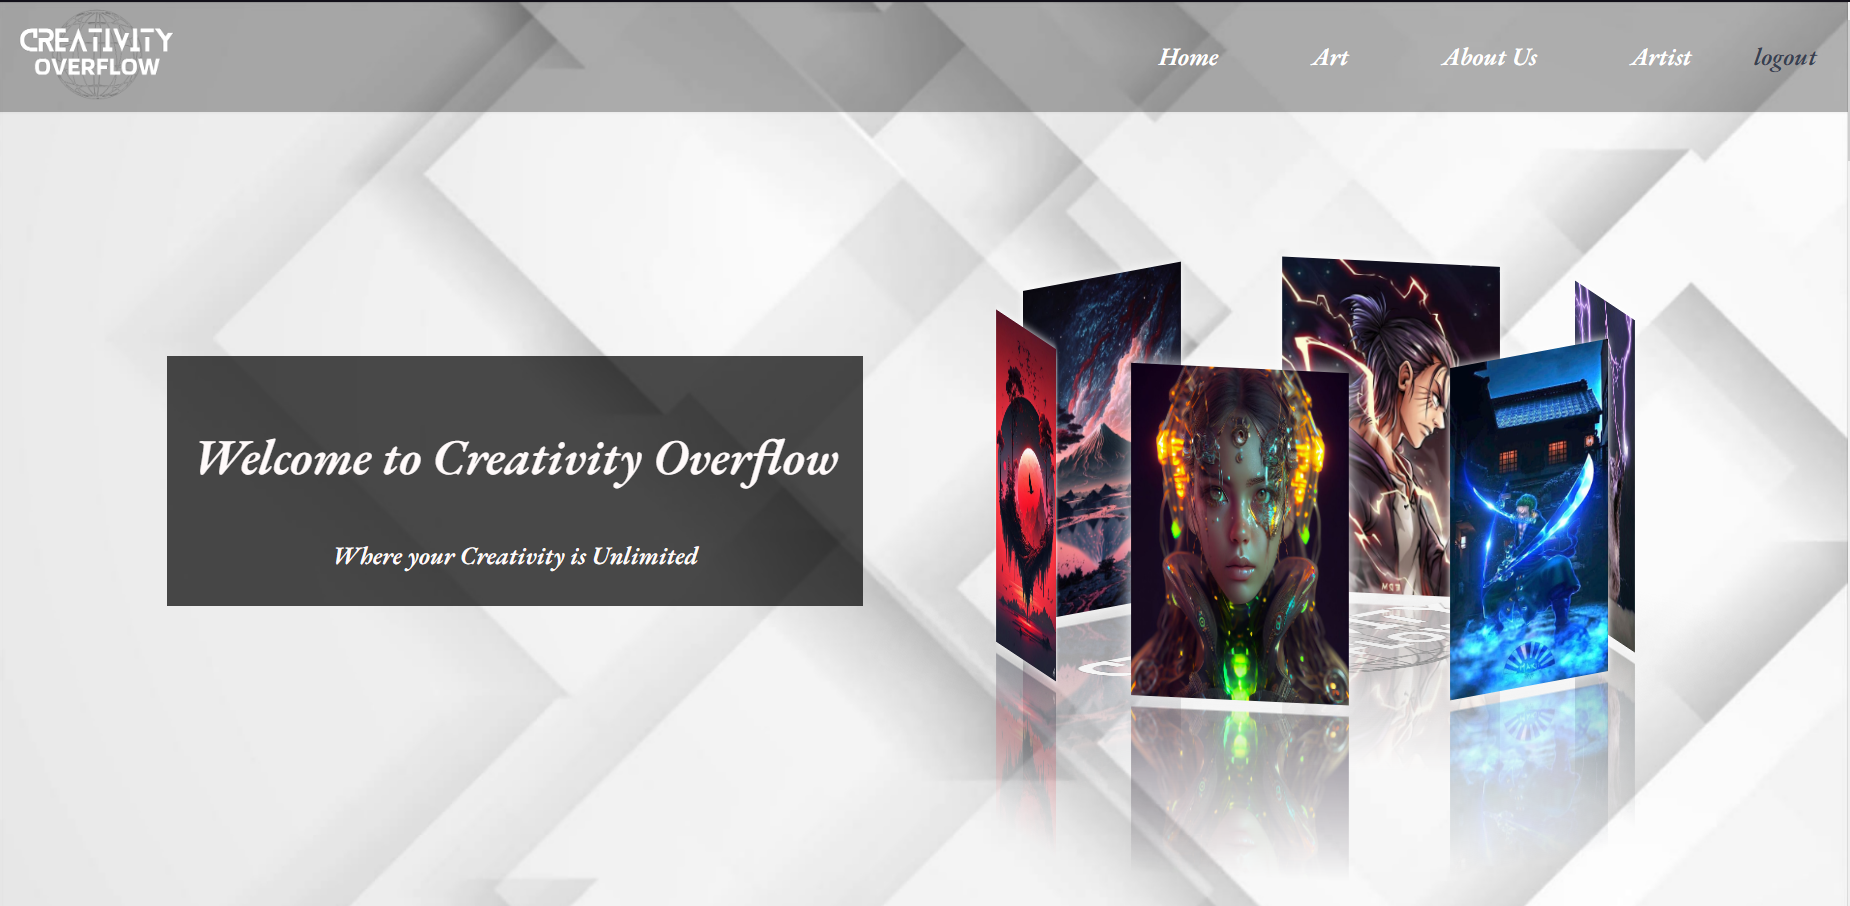 CREATIVITY
OVERFLOW
Home
Art
About Us
Artist
logout
Welcome to Creativity Overflow
Where your Creativity is Unlimited